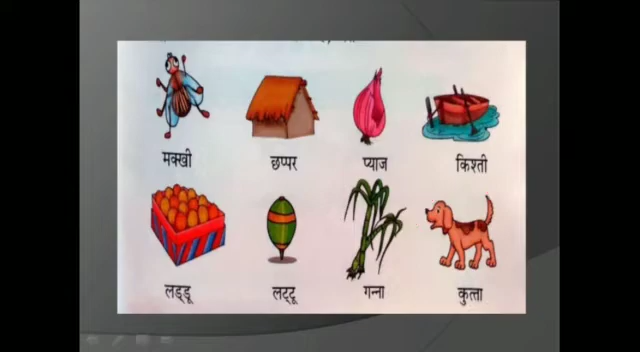 मक्खी छप्पर प्याज किश्ती
लड्डू लट्टू गन्ना कुत्ता